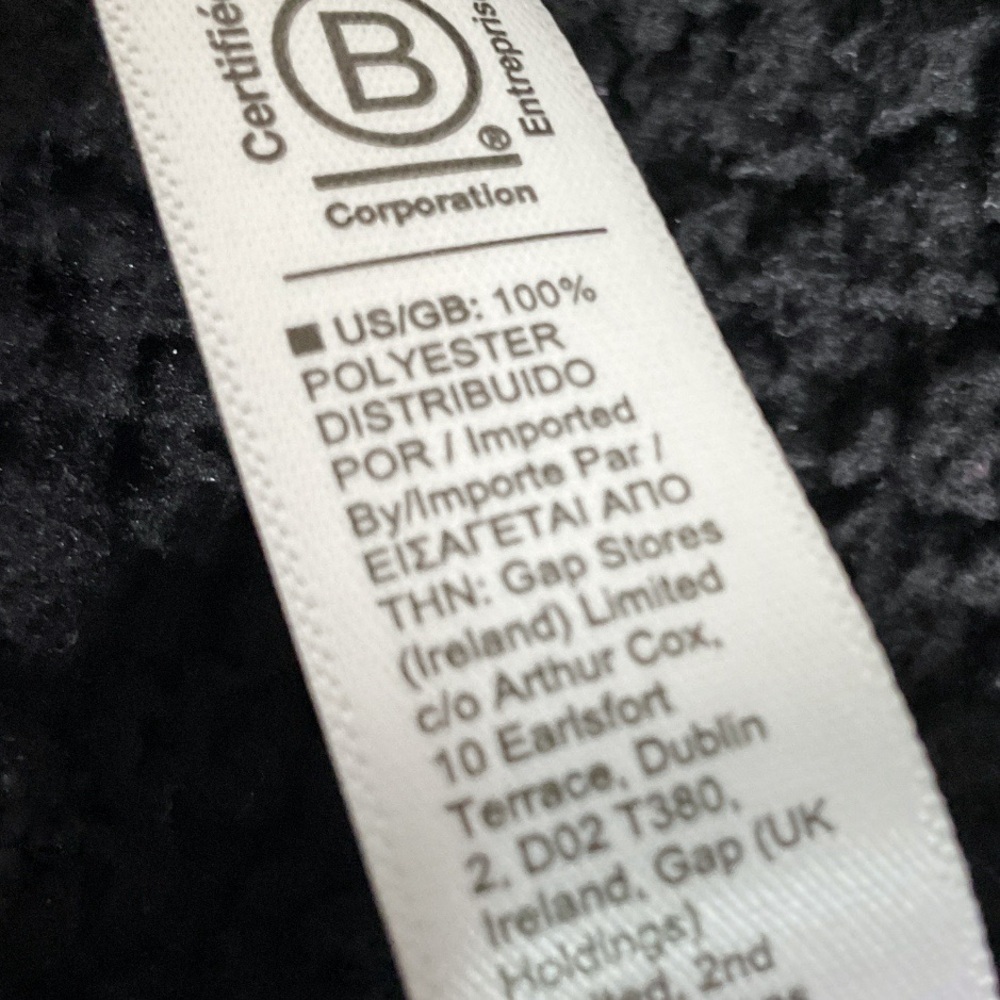 Certifié
B
®
Entrepris
Corporation
US/GB: 100%
POLYESTER
DISTRIBUIDO
POR / Imported
By/Importe Par /
ΕΙΣΑΓΕΤΑΙ ΑΠΟ
ΤΗΝ: Gap Stores
(Ireland) Limited
c/o Arthur Cox,
10 Earlsfort
Terrace, Dublin
2, D02 T380,
Ireland, Gap (UK
Holdings)
2nd